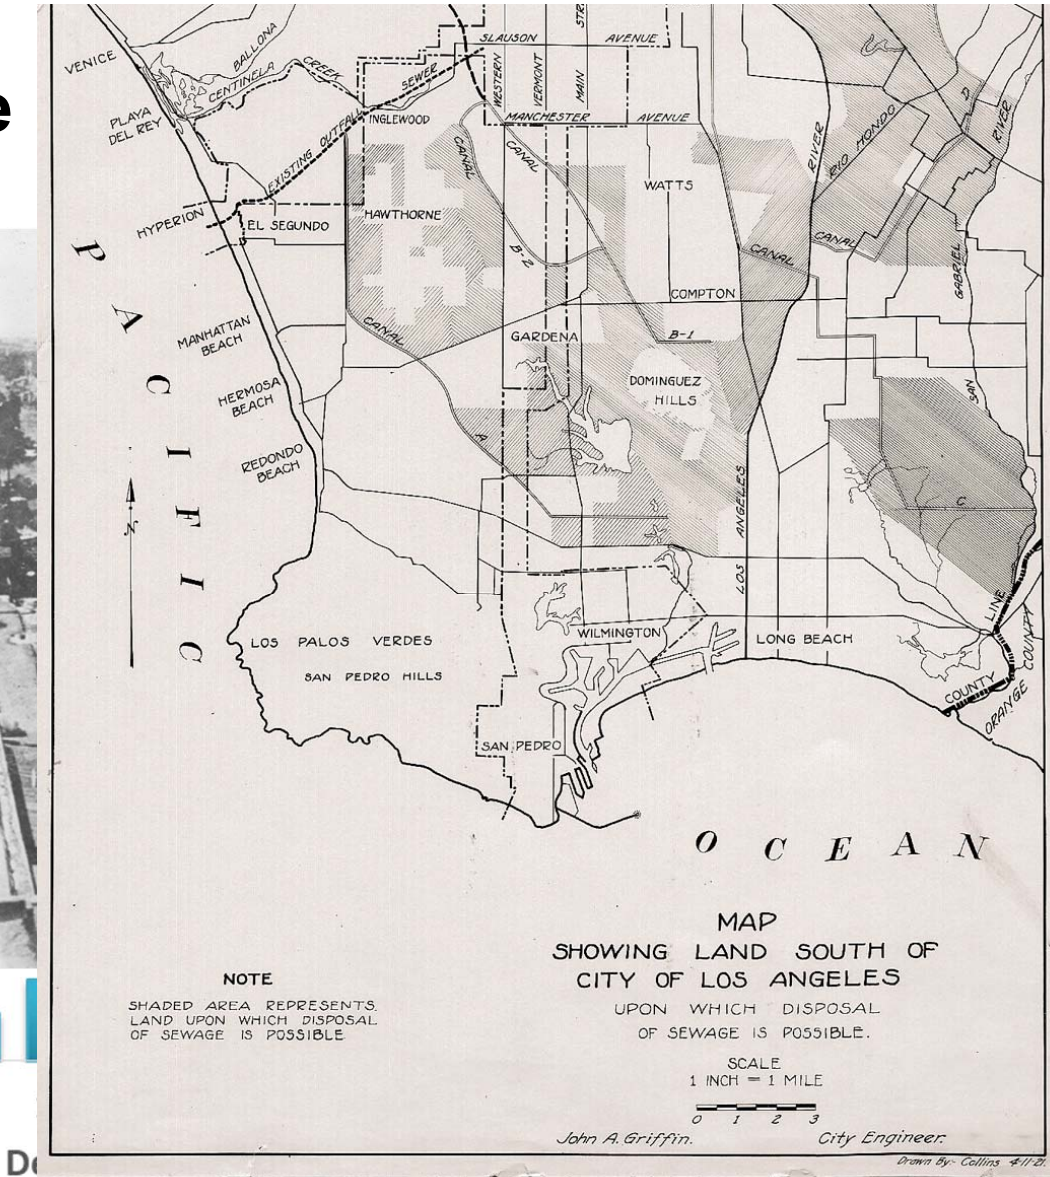 e
SLAUSON AVENUE
VENICE
BALLONA
CENTINELA CREEK
WESTERN
VERMONT
MAIN
PLAYA
DEL REY
EXISTING OUTFALL SEWER
INGLEWOOD
MANCHESTER AVENUE
RIVER
RIO HONDO
D
RIVER
CANAL
CANAL
WATTS
HAWTHORNE
HYPERION
EL SEGUNDO
B-2
CANAL
CANAL
GABRIEL
SAN
COMPTON
PACIFIC
MANHATTAN
BEACH
CANAL
GARDENA
B-1
DOMINGUEZ
HILLS
HERMOSA
BEACH
A
REDONDO
BEACH
N
LOS ANGELES
C
LOS PALOS VERDES
SAN PEDRO HILLS
WILMINGTON
LONG BEACH
LINE
COUNTY
COUNTY
ORANGE
SAN PEDRO
OCEAN
MAP
SHOWING LAND SOUTH OF
CITY OF LOS ANGELES
UPON WHICH DISPOSAL
OF SEWAGE IS POSSIBLE.
NOTE
SHADED AREA REPRESENTS
LAND UPON WHICH DISPOSAL
OF SEWAGE IS POSSIBLE
SCALE
1 INCH = 1 MILE
0 1 2 3
John A. Griffin. City Engineer.
Drawn By:- Collins 4-11-21.